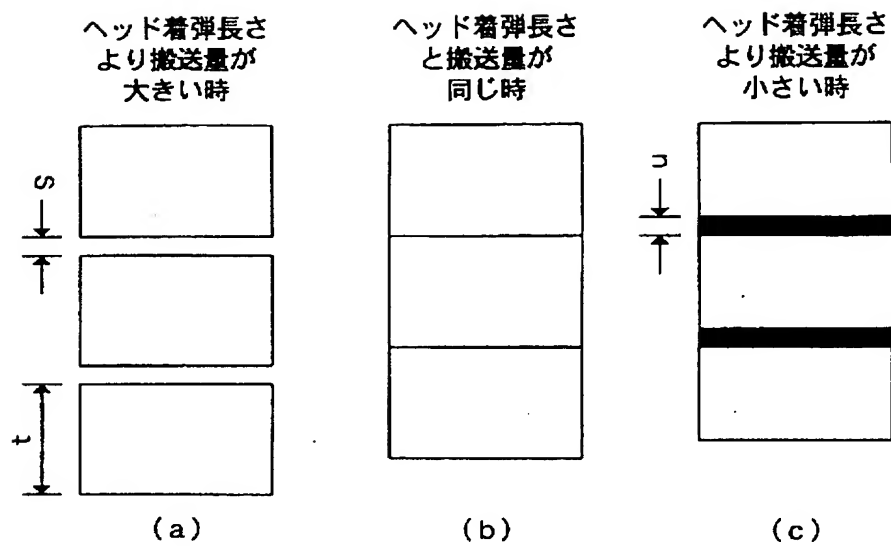 ヘッド着弾長さ
より搬送量が
大きい時
ヘッド着弾長さ
と搬送量が
同じ時
ヘッド着弾長さ
より搬送量が
小さい時
S
t
u
(a)
(b)
(c)